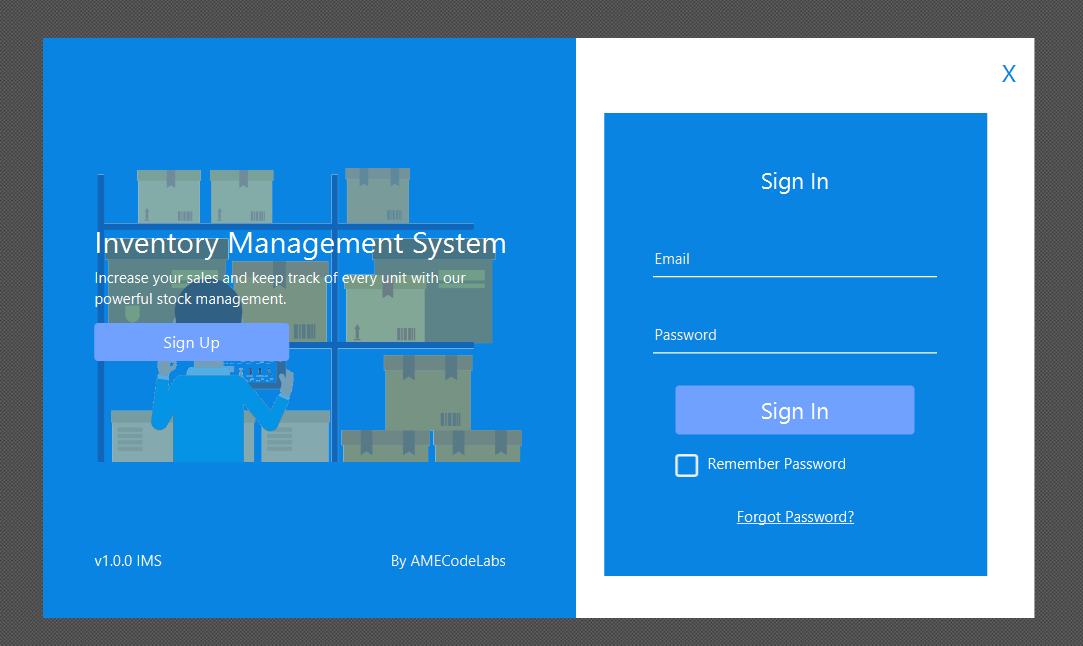 X
Inventory Management System
Increase your sales and keep track of every unit with our
powerful stock management.
Sign Up
v1.0.0 IMS
By AMECodeLabs
Sign In
Email
Password
Sign In
Remember Password
Forgot Password?